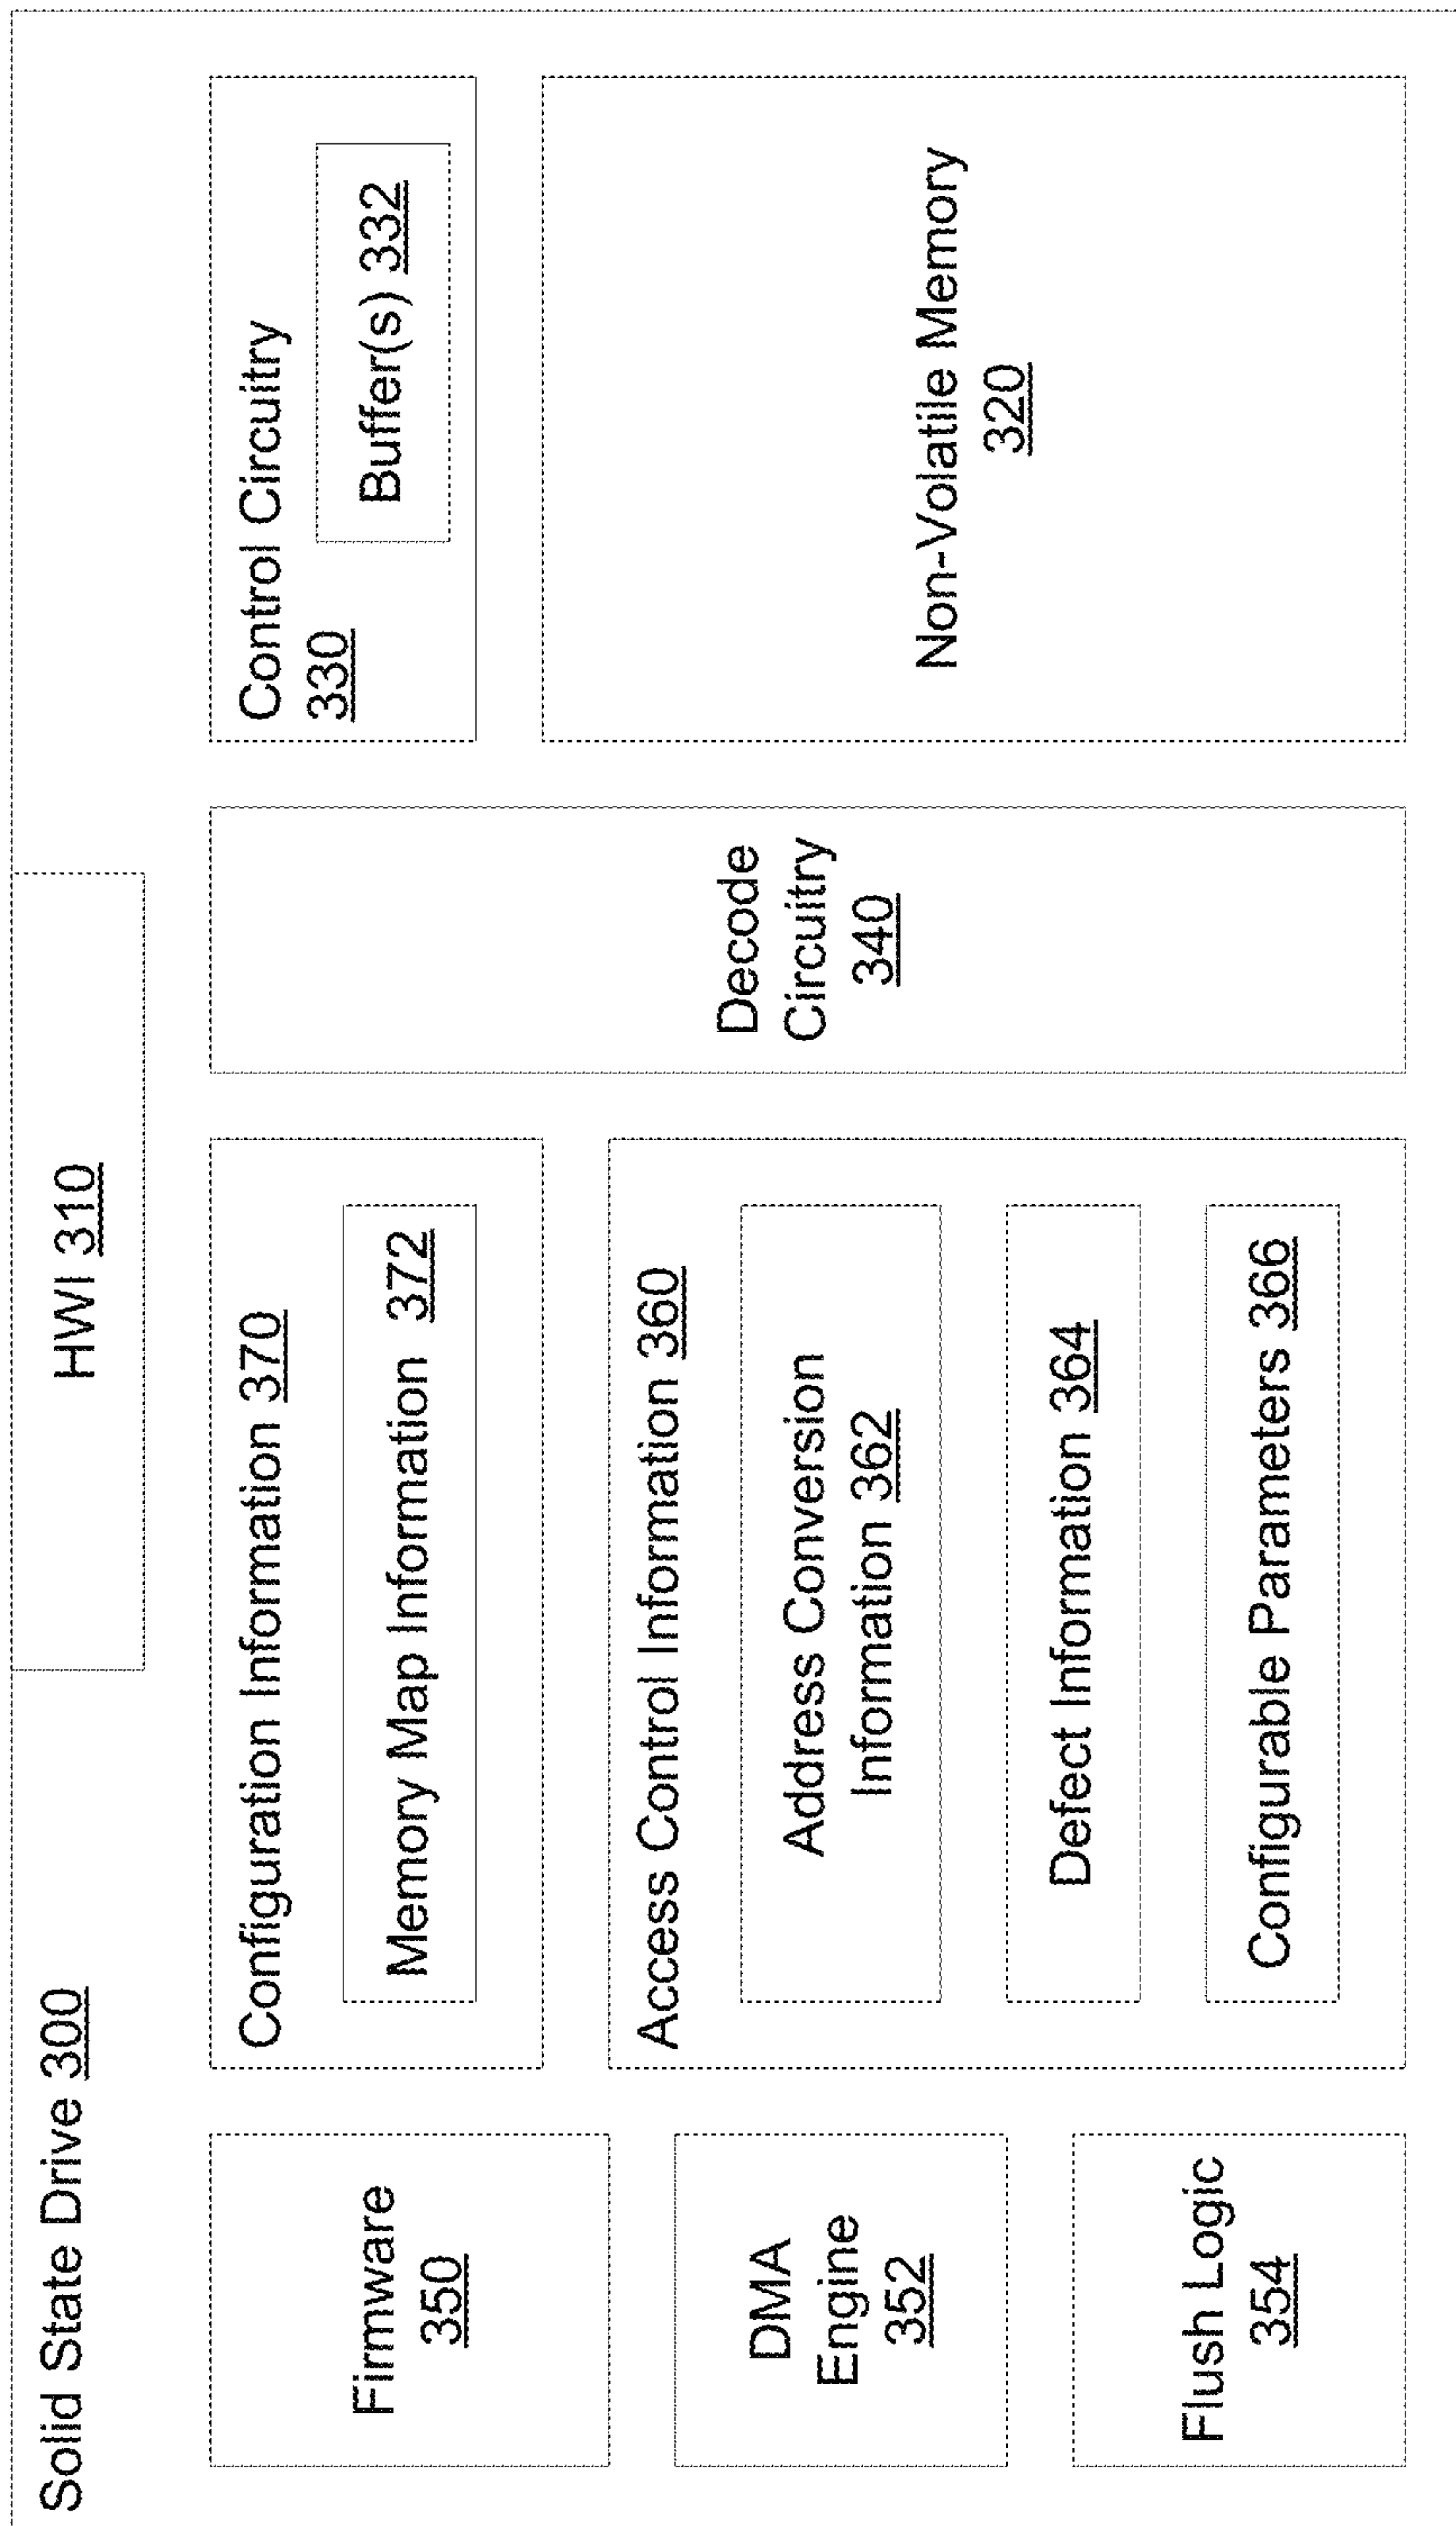 Solid State Drive 300
HWI 310
Firmware
350
DMA
Engine
352
Flush Logic
354
Configuration Information 370
Memory Map Information 372
Access Control Information 360
Address Conversion
Information 362
Defect Information 364
Configurable Parameters 366
Decode
Circuitry
340
Control Circuitry
330
Buffer(s) 332
Non-Volatile Memory
320